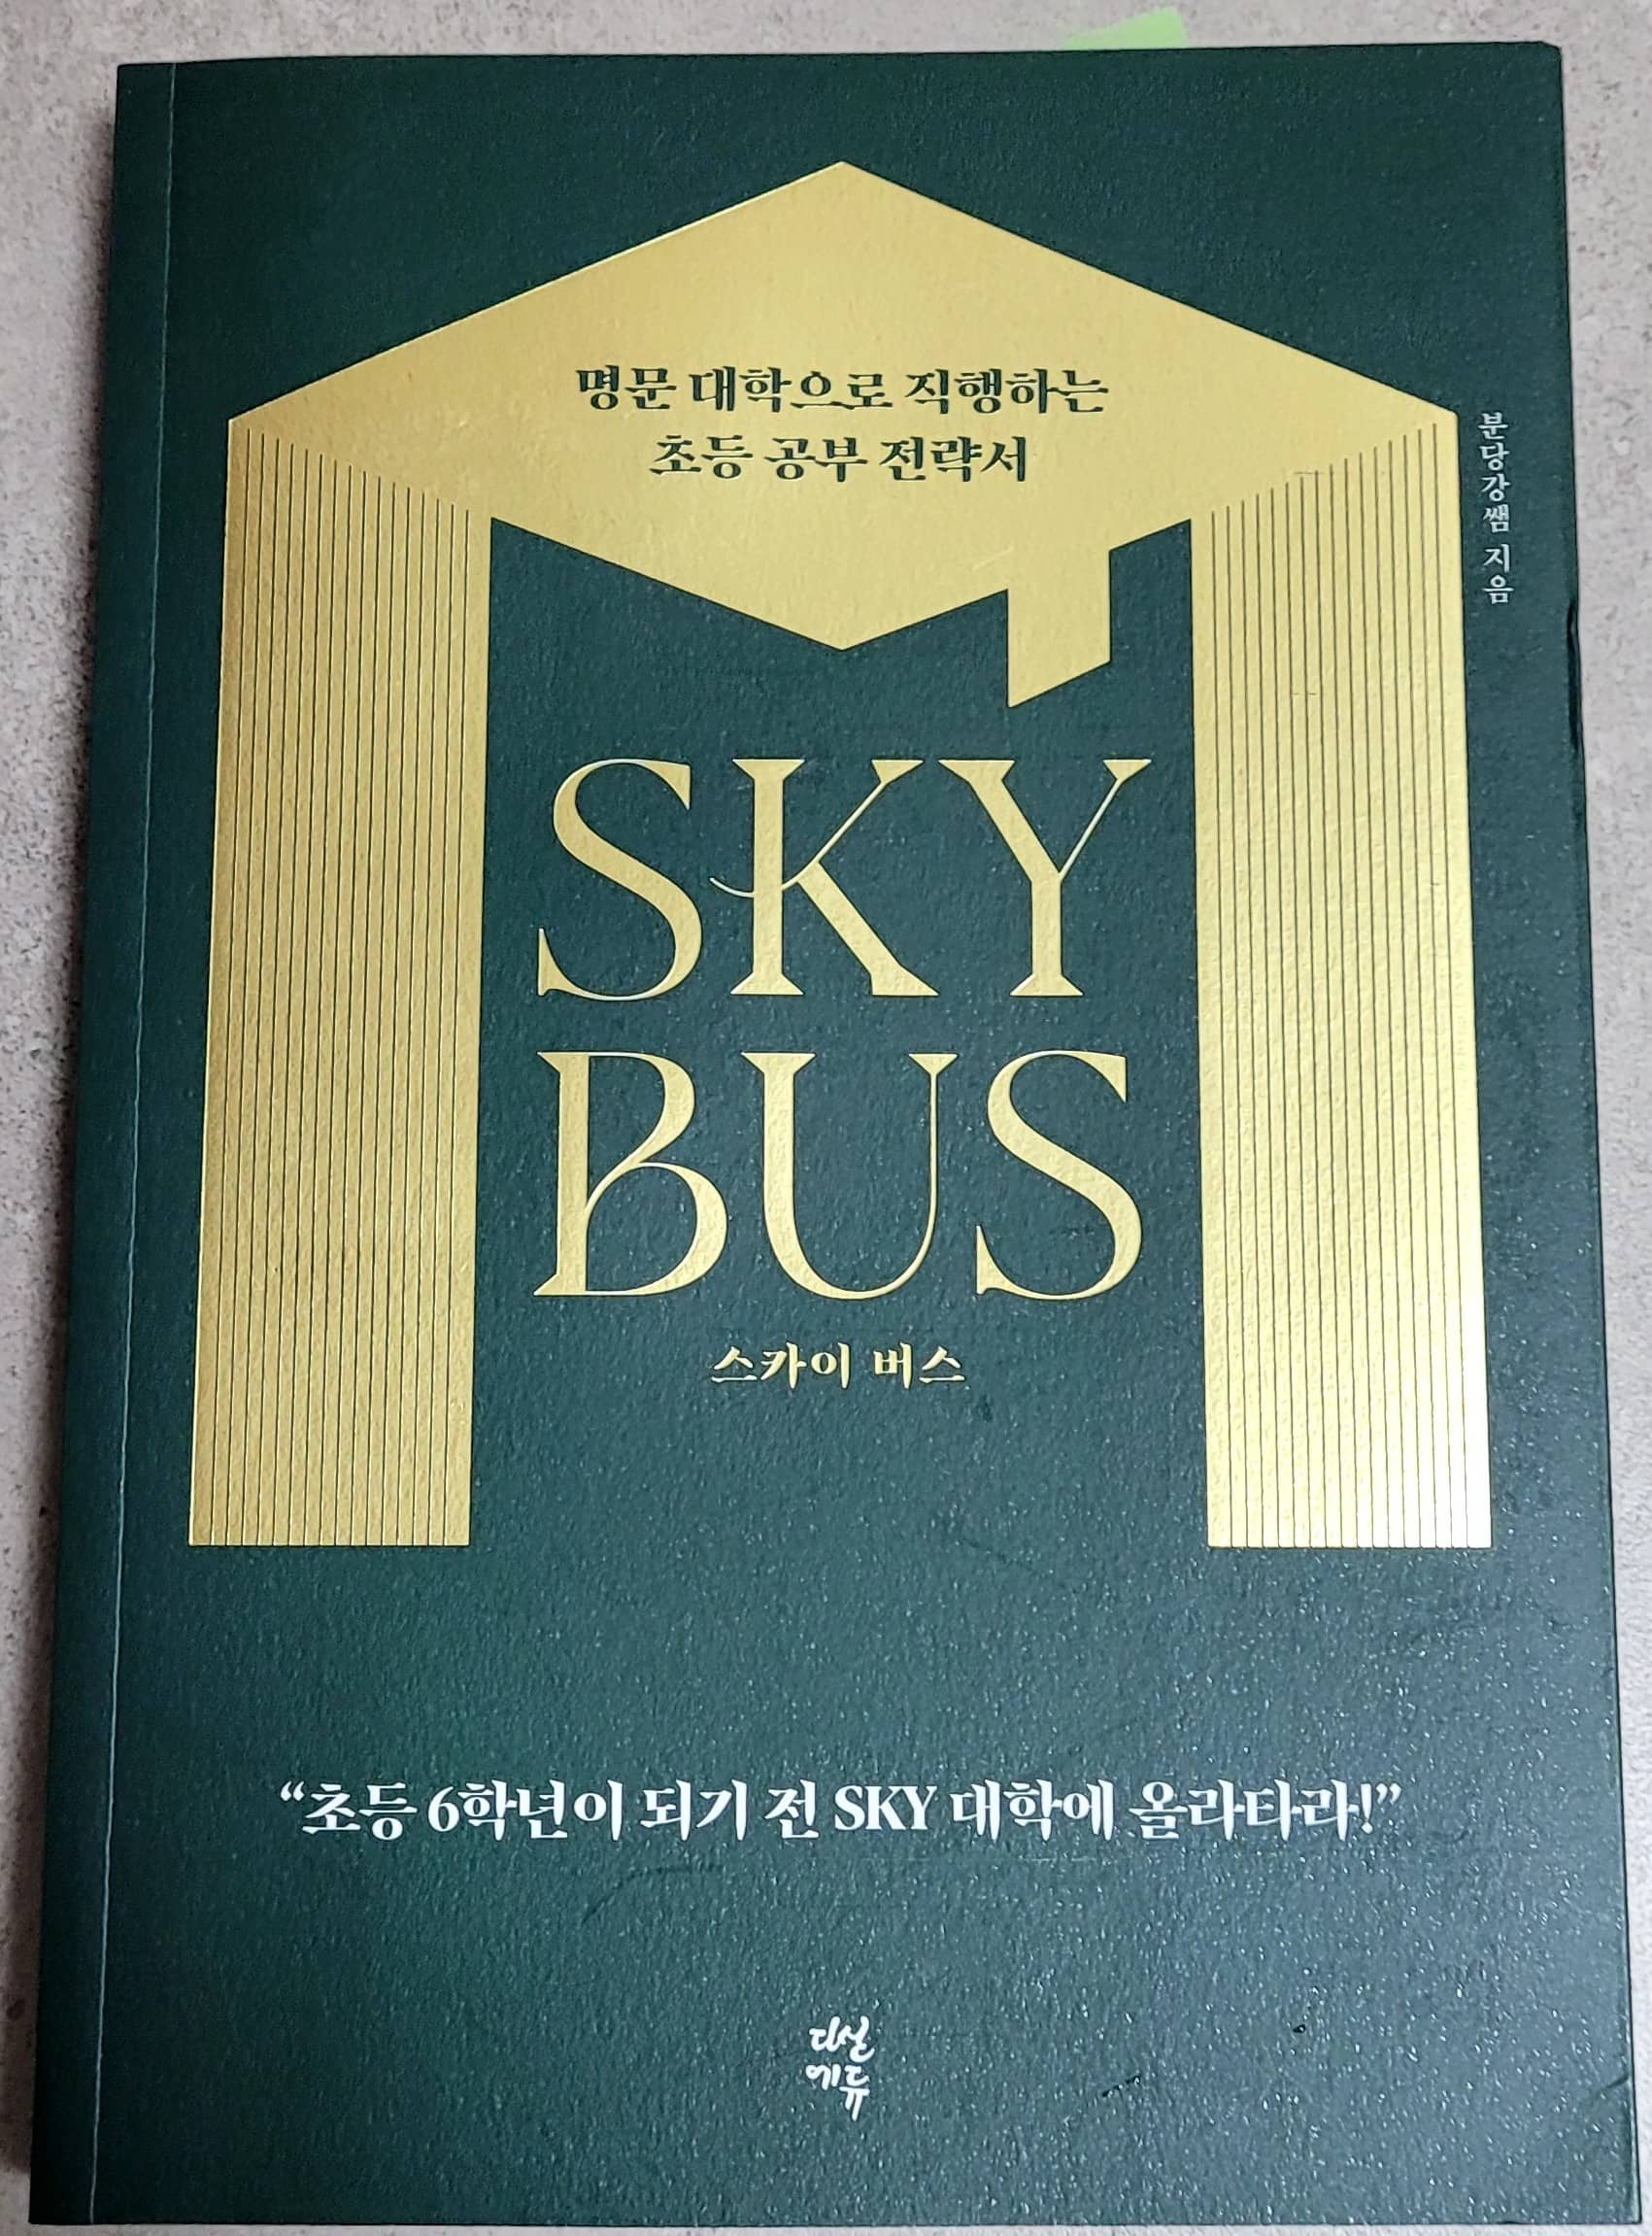 명문 대학으로 직행하는
초등 공부 전략서
분당강쌤 지음
SKY
BUS
스카이 버스
“초등 6학년이 되기 전 SKY 대학에 올라타라!”
다산
에듀